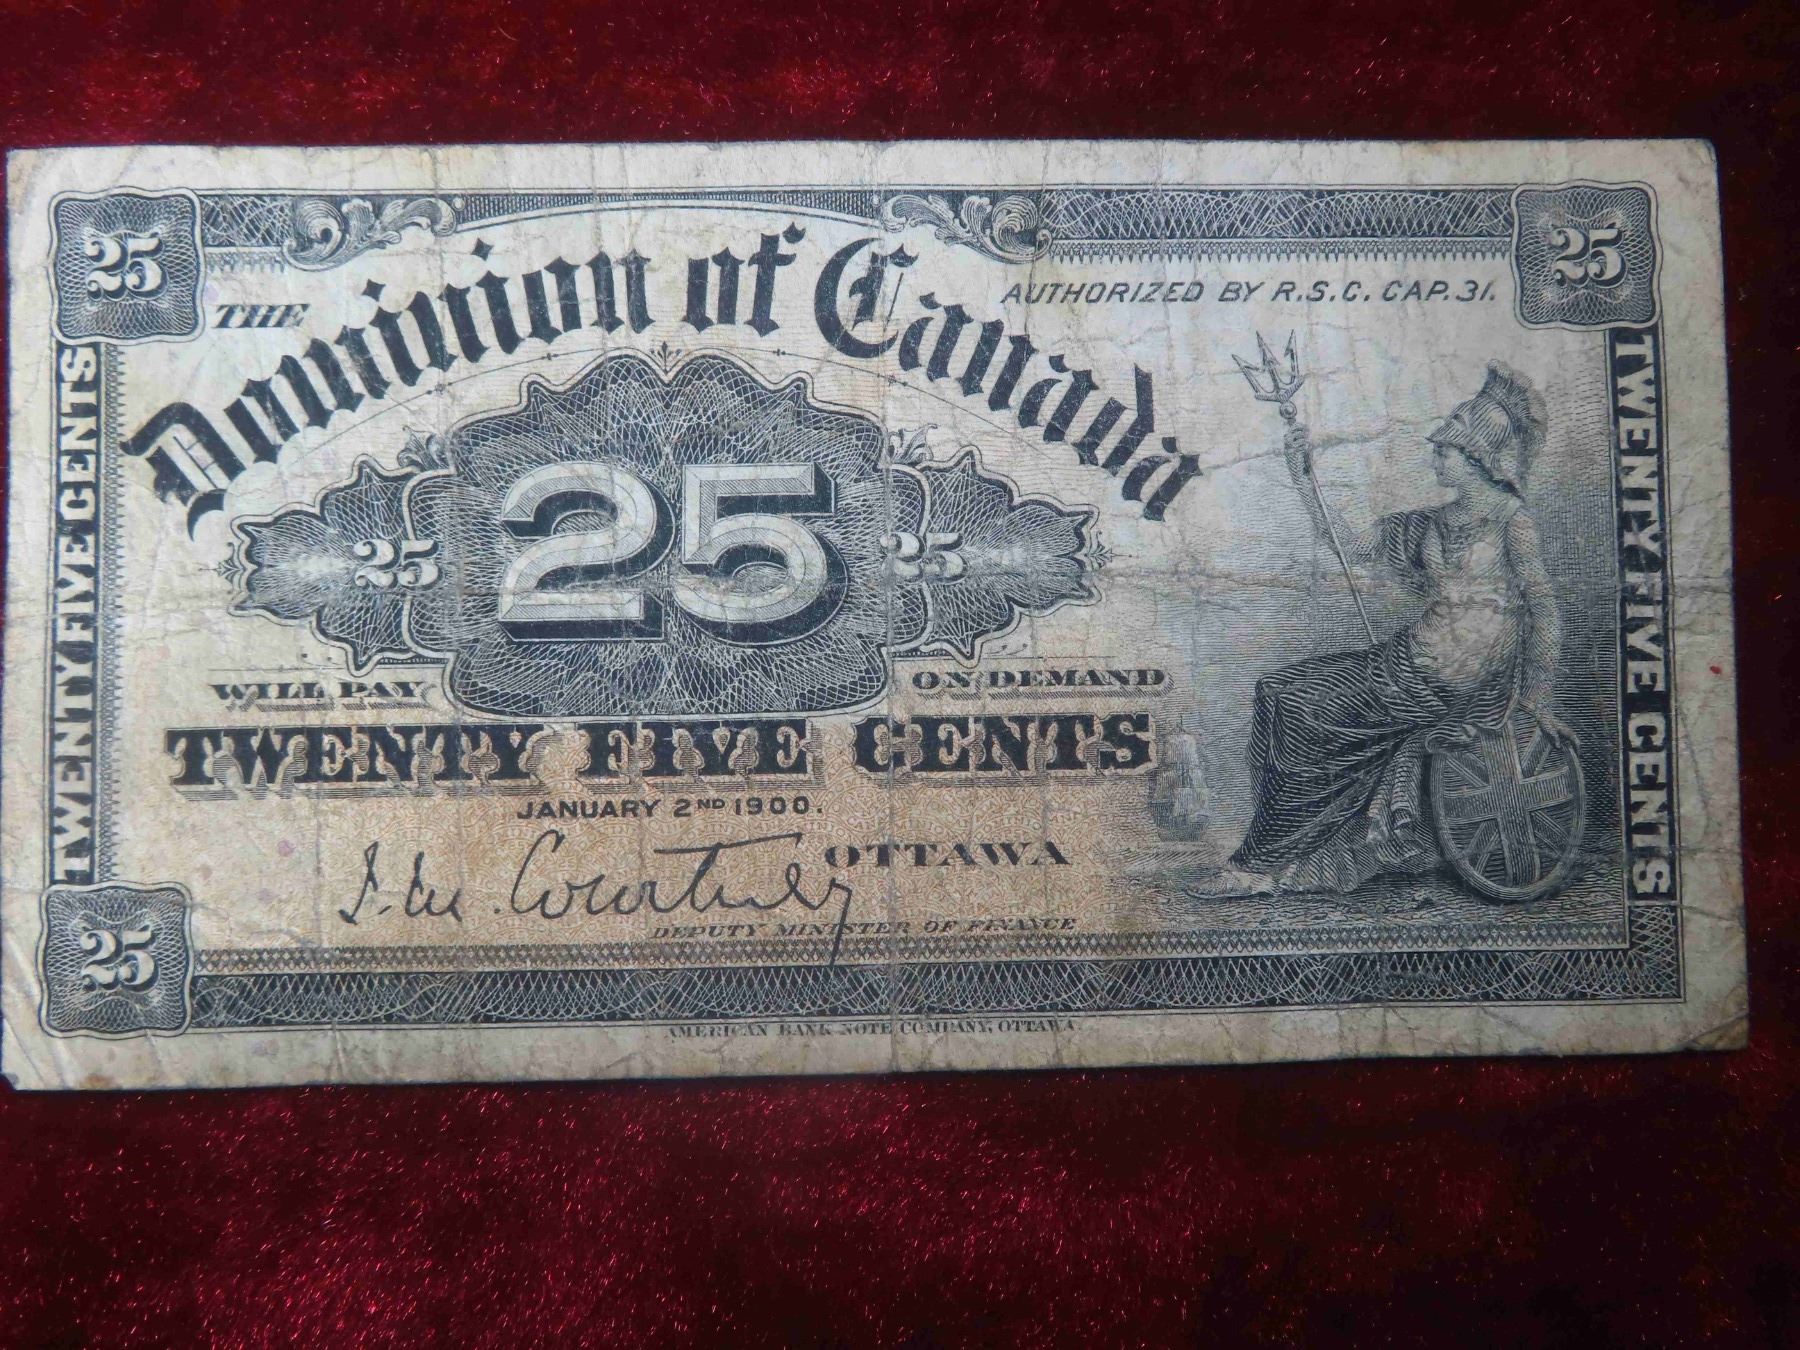 25
25
THE
Dominion of Canada
AUTHORIZED BY R.S.C. CAP. 31.
TWENTY FIVE CENTS
25
25
25
TWENTY FIVE CENTS
WILL PAY
ON DEMAND
TWENTY FIVE CENTS
JANUARY 2ND 1900.
J. M. Courtney
OTTAWA
DEPUTY MINISTER OF FINANCE
25
AMERICAN BANK NOTE COMPANY, OTTAWA.